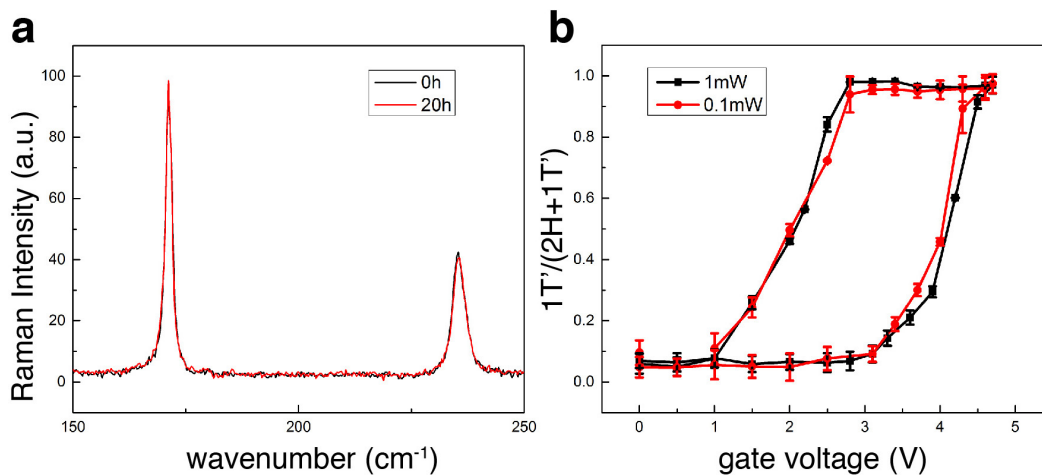 a
Raman Intensity (a.u.)
100
80
60
40
20
0
0h
20h
150
200
250
wavenumber (cm⁻¹)
b
1T’/(2H+1T’)
1.0
0.8
0.6
0.4
0.2
0.0
1mW
0.1mW
0
1
2
3
4
5
gate voltage (V)